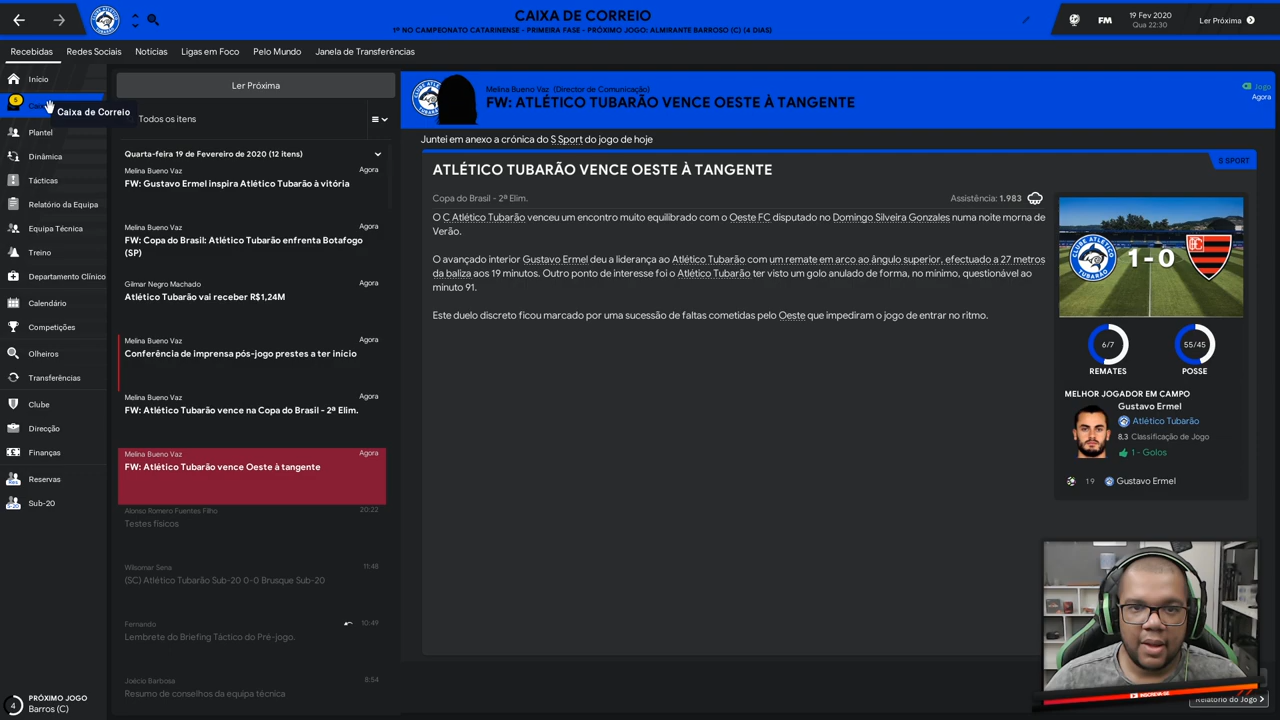 CAIXA DE CORREIO
1º NO CAMPEONATO CATARINENSE - PRIMEIRA FASE - PRÓXIMO JOGO: ALMIRANTE BARROSO (C) (4 DIAS)
FM
19 Fev 2020
Qua 22:30
Ler Próxima
Recebidas
Redes Sociais
Notícias
Ligas em Foco
Pelo Mundo
Janela de Transferências
Início
5
Caixa de Correio
Plantel
Dinâmica
Tácticas
Relatório da Equipa
Equipa Técnica
Treino
Departamento Clínico
Calendário
Competições
Olheiros
Transferências
Clube
Direcção
Finanças
Reservas
Sub-20
4
PRÓXIMO JOGO
Barros (C)
Ler Próxima
Todos os itens
Quarta-feira 19 de Fevereiro de 2020 (12 itens)
Melina Bueno Vaz Agora
FW: Gustavo Ermel inspira Atlético Tubarão à vitória
Melina Bueno Vaz Agora
FW: Copa do Brasil: Atlético Tubarão enfrenta Botafogo
(SP)
Gilmar Negro Machado Agora
Atlético Tubarão vai receber R$1,24M
Melina Bueno Vaz Agora
Conferência de imprensa pós-jogo prestes a ter início
Melina Bueno Vaz Agora
FW: Atlético Tubarão vence na Copa do Brasil - 2ª Elim.
Melina Bueno Vaz Agora
FW: Atlético Tubarão vence Oeste à tangente
Alonso Romero Fuentes Filho 20:22
Testes físicos
Wilsomar Sena 11:48
(SC) Atlético Tubarão Sub-20 0-0 Brusque Sub-20
Fernando 10:49
Lembrete do Briefing Táctico do Pré-jogo.
Joécio Barbosa 8:54
Resumo de conselhos da equipa técnica
Melina Bueno Vaz (Director de Comunicação)
FW: ATLÉTICO TUBARÃO VENCE OESTE À TANGENTE
Jogo
Agora
Juntei em anexo a crónica do S Sport do jogo de hoje
S SPORT
ATLÉTICO TUBARÃO VENCE OESTE À TANGENTE
Copa do Brasil - 2ª Elim.
Assistência: 1.983
O C Atlético Tubarão venceu um encontro muito equilibrado com o Oeste FC disputado no Domingo Silveira Gonzales numa noite morna de
Verão.
O avançado interior Gustavo Ermel deu a liderança ao Atlético Tubarão com um remate em arco ao ângulo superior, efectuado a 27 metros
da baliza aos 19 minutos. Outro ponto de interesse foi o Atlético Tubarão ter visto um golo anulado de forma, no mínimo, questionável ao
minuto 91.
Este duelo discreto ficou marcado por uma sucessão de faltas cometidas pelo Oeste que impediram o jogo de entrar no ritmo.
1 - 0
6/7
REMATES
55/45
POSSE
MELHOR JOGADOR EM CAMPO
Gustavo Ermel
Atlético Tubarão
8.3 Classificação de Jogo
1 - Golos
19 Gustavo Ermel
INSCREVA-SE
Relatório do Jogo